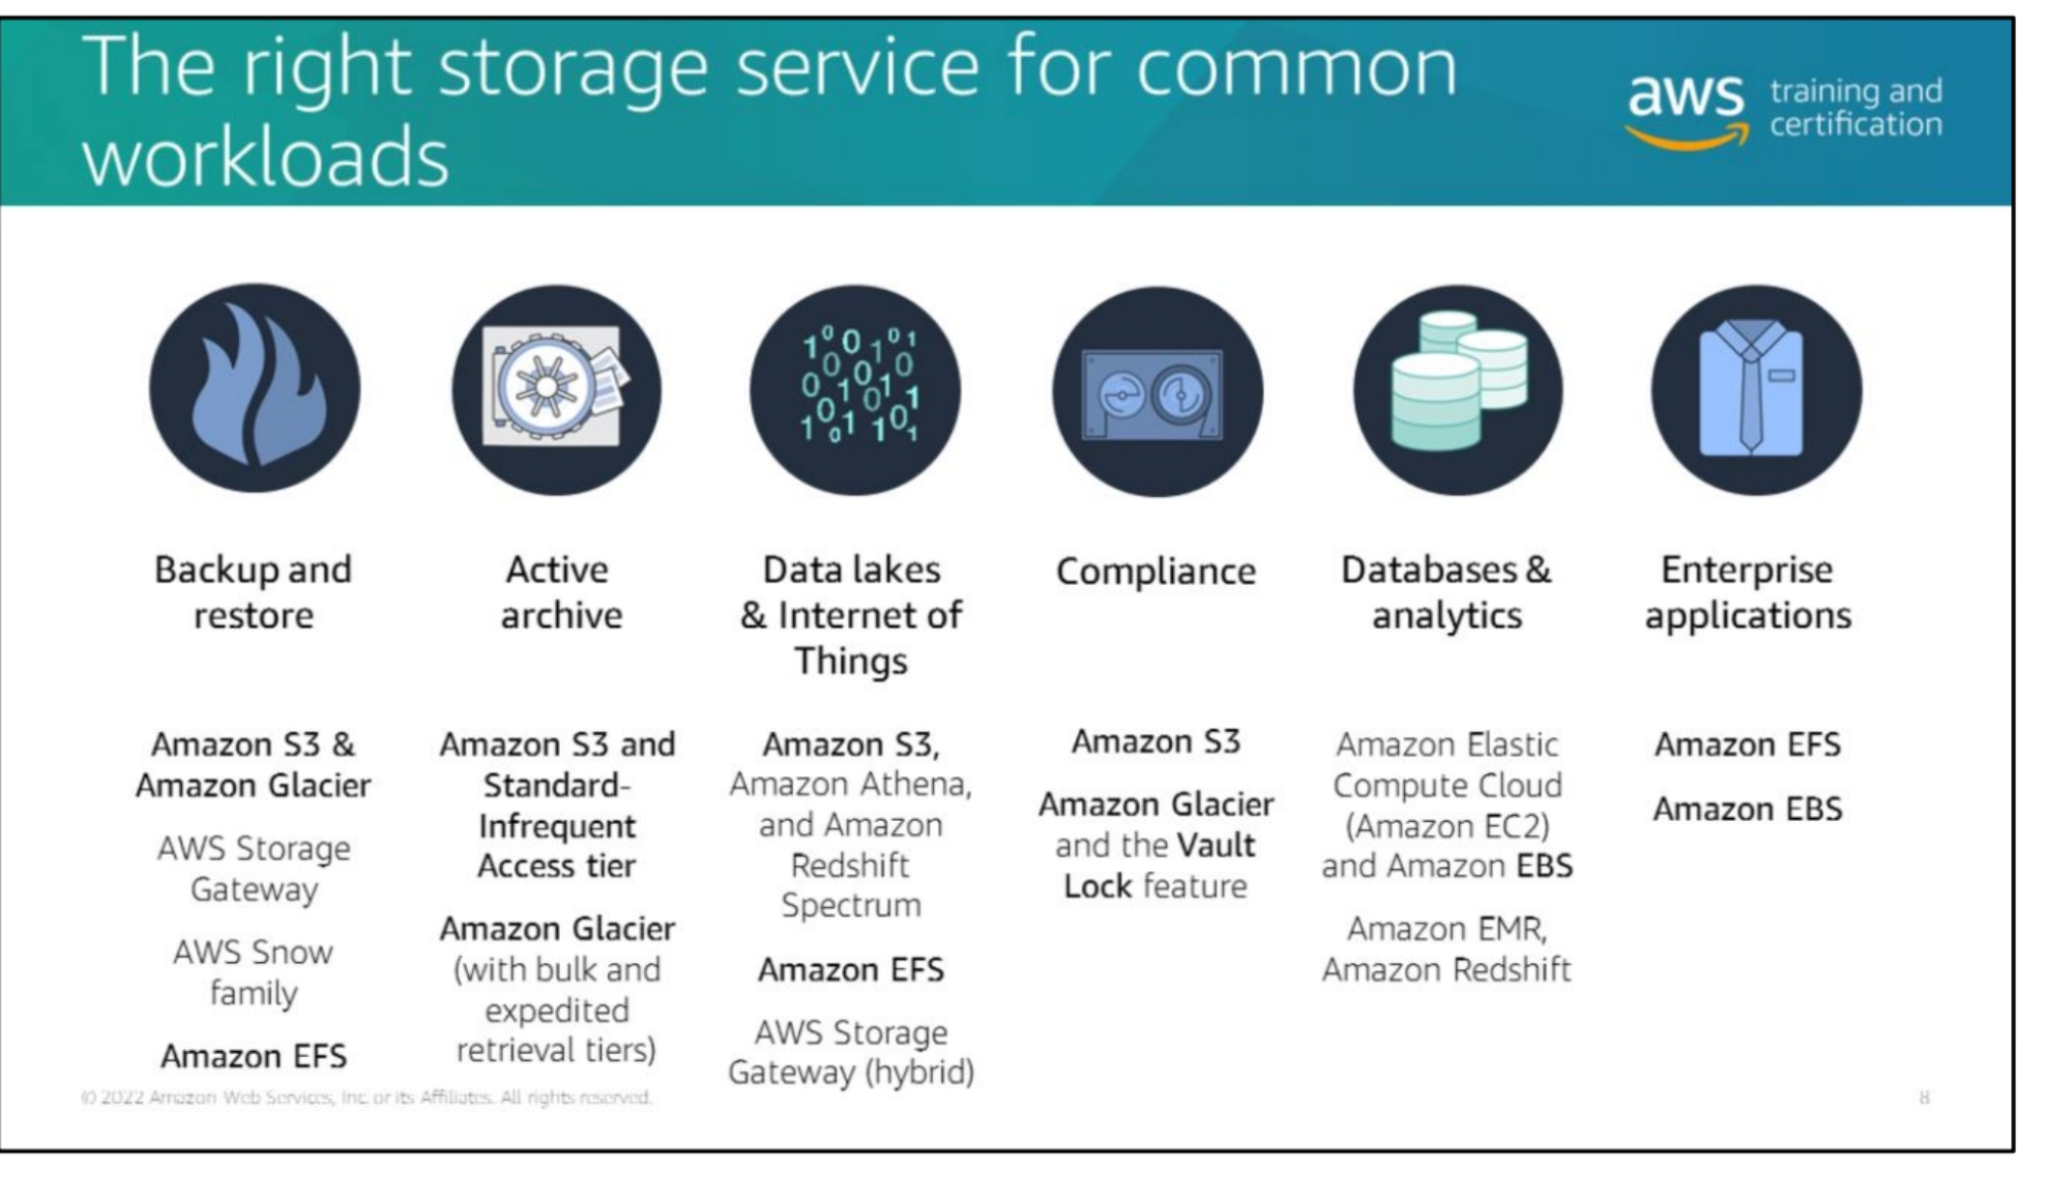 The right storage service for common
workloads
aws
training and
certification
Backup and
restore
Active
archive
Data lakes
& Internet of
Things
Compliance
Databases &
analytics
Enterprise
applications
Amazon S3 &
Amazon Glacier
AWS Storage
Gateway
AWS Snow
family
Amazon EFS
Amazon S3 and
Standard-
Infrequent
Access tier
Amazon Glacier
(with bulk and
expedited
retrieval tiers)
Amazon S3,
Amazon Athena,
and Amazon
Redshift
Spectrum
Amazon EFS
AWS Storage
Gateway (hybrid)
Amazon S3
Amazon Glacier
and the Vault
Lock feature
Amazon Elastic
Compute Cloud
(Amazon EC2)
and Amazon EBS
Amazon EMR,
Amazon Redshift
Amazon EFS
Amazon EBS
© 2022 Amazon Web Services, Inc. or its Affiliates. All rights reserved.
8